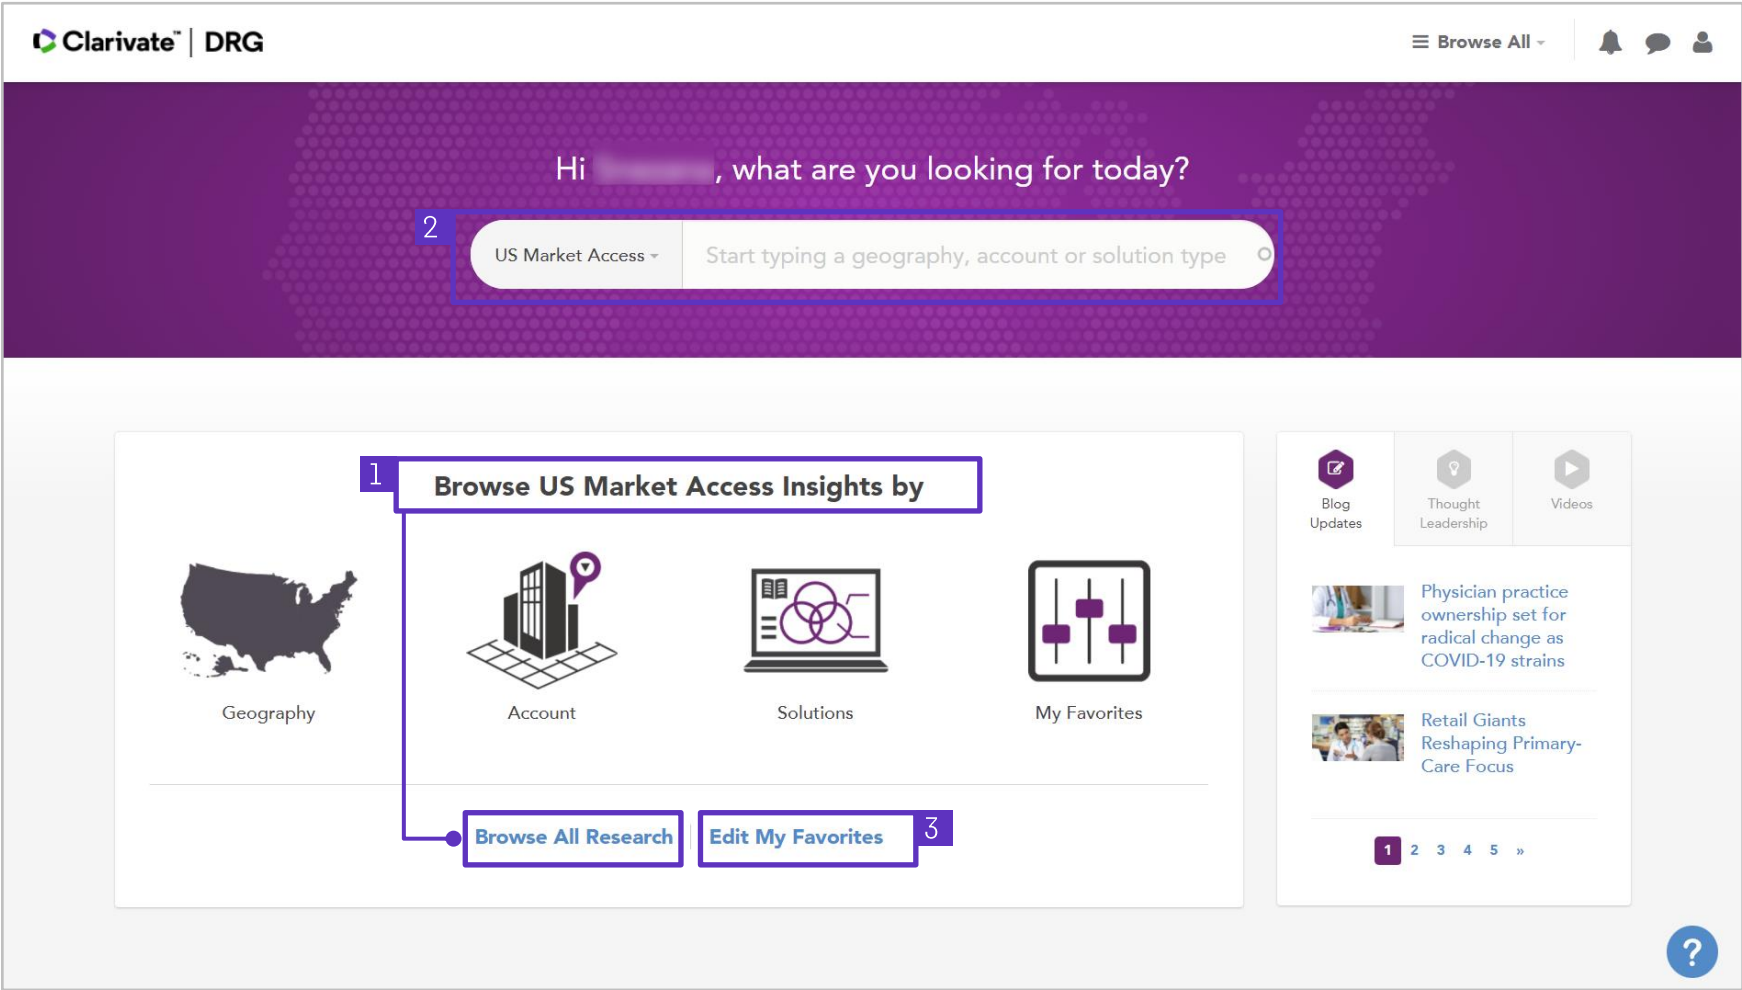 Clarivate™ | DRG
Browse All
Hi , what are you looking for today?
2
US Market Access
Start typing a geography, account or solution type
1
Browse US Market Access Insights by
Geography
Account
Solutions
My Favorites
Browse All Research
Edit My Favorites
3
Blog
Updates
Thought
Leadership
Videos
Physician practice
ownership set for
radical change as
COVID-19 strains
Retail Giants
Reshaping Primary-
Care Focus
1 2 3 4 5 »
?